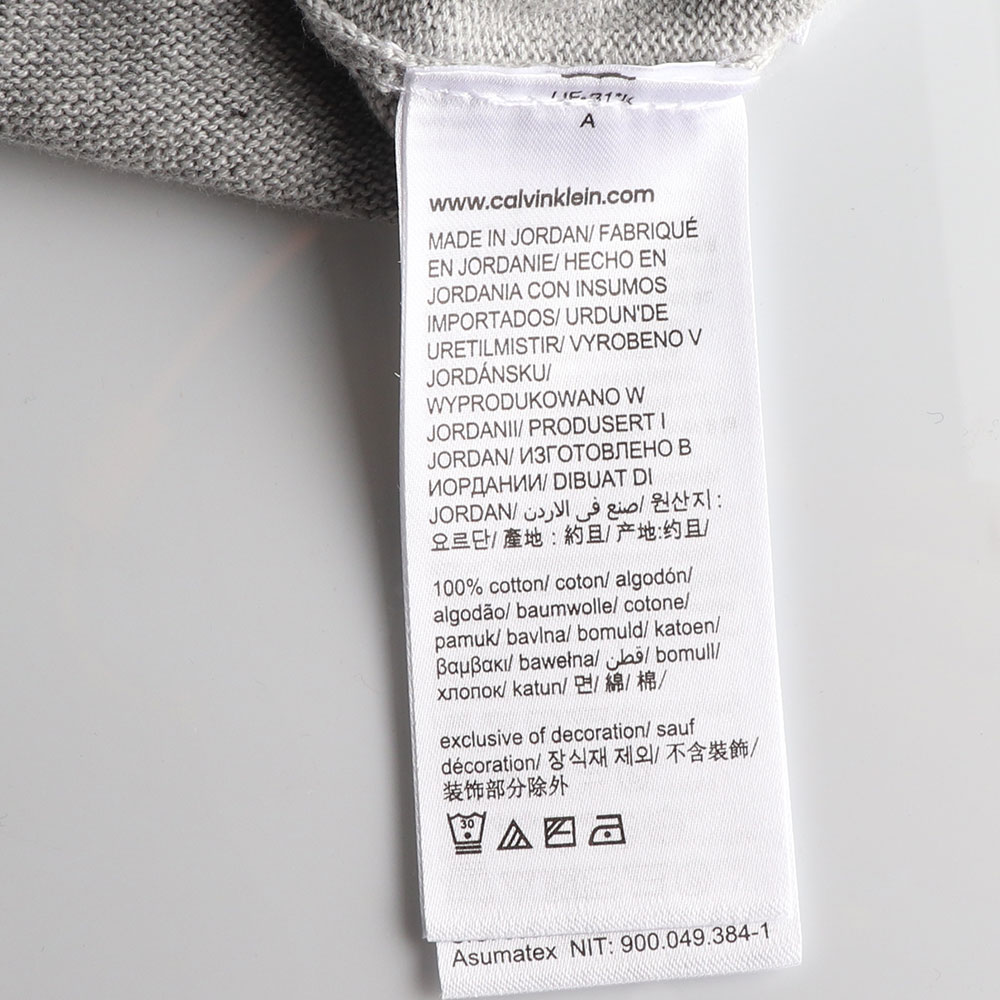 A
www.calvinklein.com
MADE IN JORDAN/ FABRIQUÉ
EN JORDANIE/ HECHO EN
JORDANIA CON INSUMOS
IMPORTADOS/ URDUN'DE
URETILMISTIR/ VYROBENO V
JORDÁNSKU/
WYPRODUKOWANO W
JORDANII/ PRODUSERT I
JORDAN/ ИЗГОТОВЛЕНО В
ИОРДАНИИ/ DIBUAT DI
JORDAN/ صنع في الاردن/ 원산지 :
요르단/ 產地 : 約旦/ 产地:约旦/
100% cotton/ coton/ algodón/
algodão/ baumwolle/ cotone/
pamuk/ bavlna/ bomuld/ katoen/
βαμβακι/ bawełna/ قطن/ bomull/
хлопок/ katun/ 면/ 綿/ 棉/
exclusive of decoration/ sauf
décoration/ 장식재 제외/ 不含裝飾/
装饰部分除外
30
Asumatex NIT: 900.049.384-1